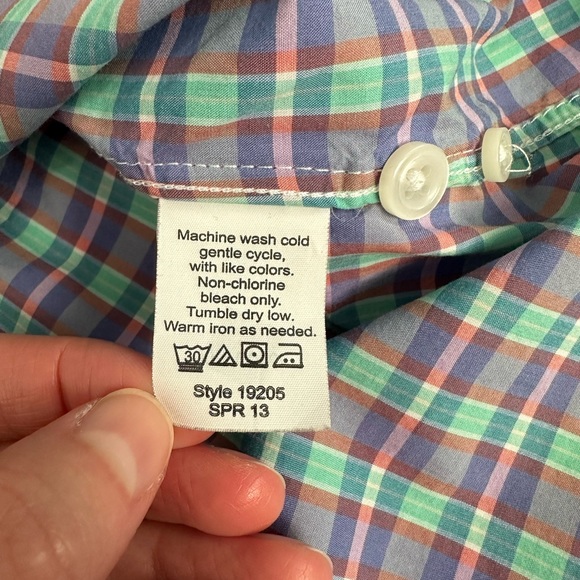 Machine wash cold
gentle cycle,
with like colors.
Non-chlorine
bleach only.
Tumble dry low.
Warm iron as needed.
30
Style 19205
SPR 13